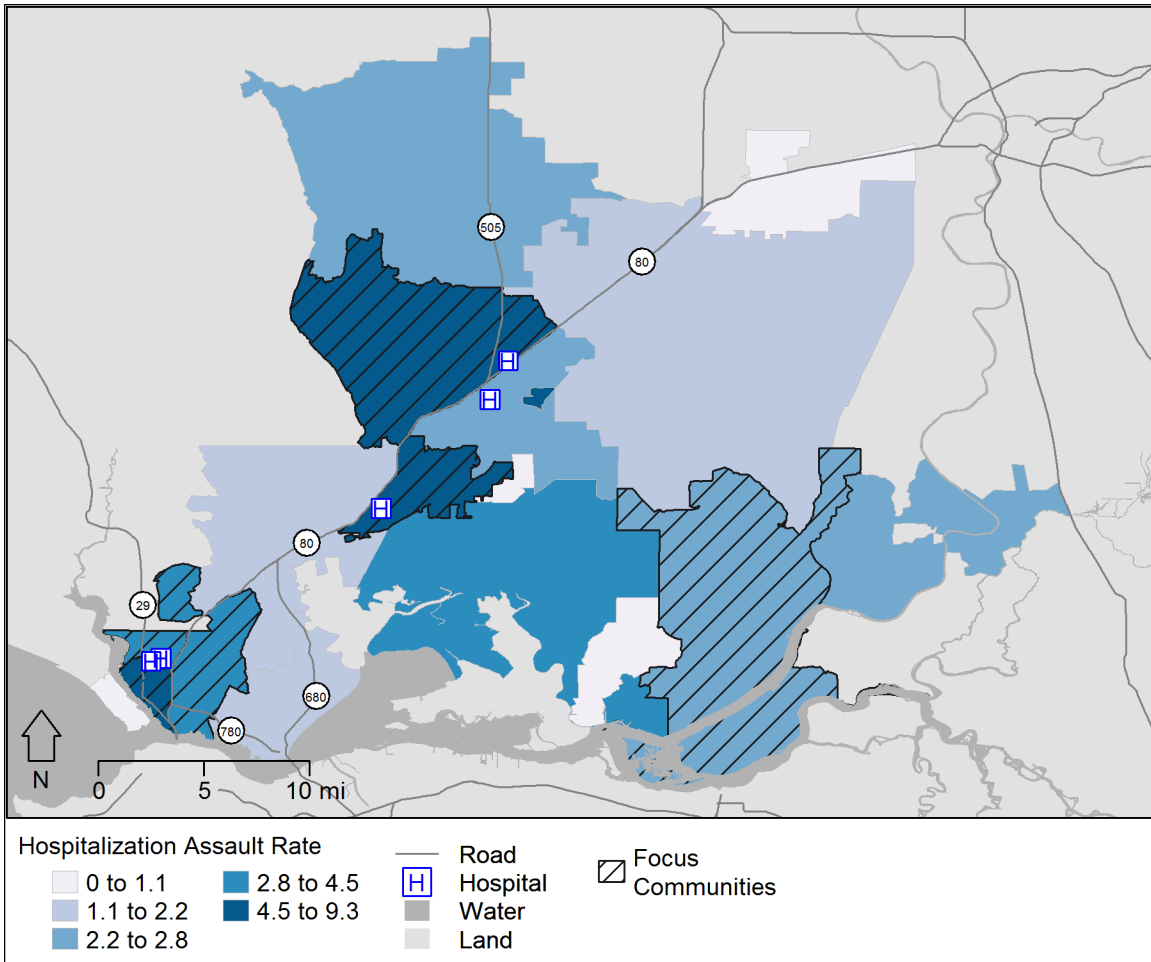 505
80
80
29
680
780
N
0 5 10 mi
H
H
H
H
H
Hospitalization Assault Rate
0 to 1.1
1.1 to 2.2
2.2 to 2.8
2.8 to 4.5
4.5 to 9.3
Road
H Hospital
Water
Land
Focus
Communities